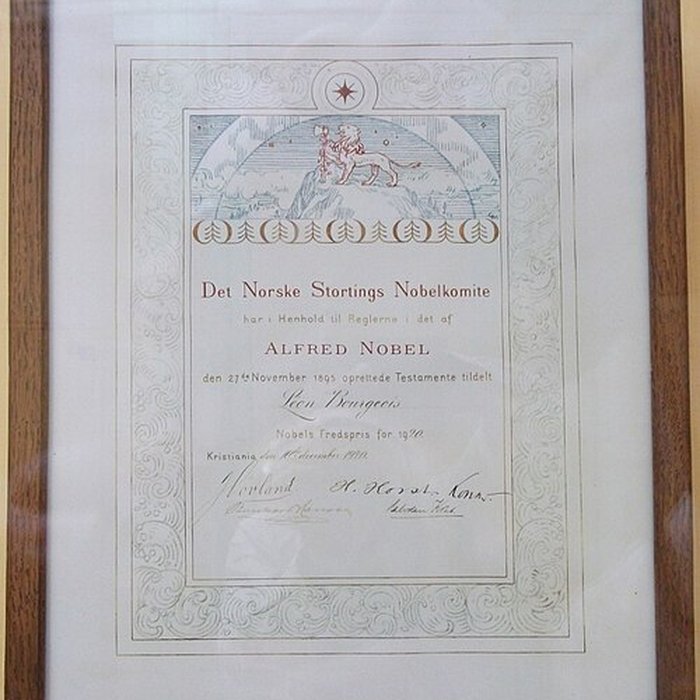 Det Norske Stortings Nobelkomite
har i Henhold til Reglerne i det af
ALFRED NOBEL
den 27de November 1895 oprettede Testamente tildelt
Léon Bourgeois
Nobels Fredspris for 1920.
Kristiania den 10 december 1920.
Hovland H. Horst